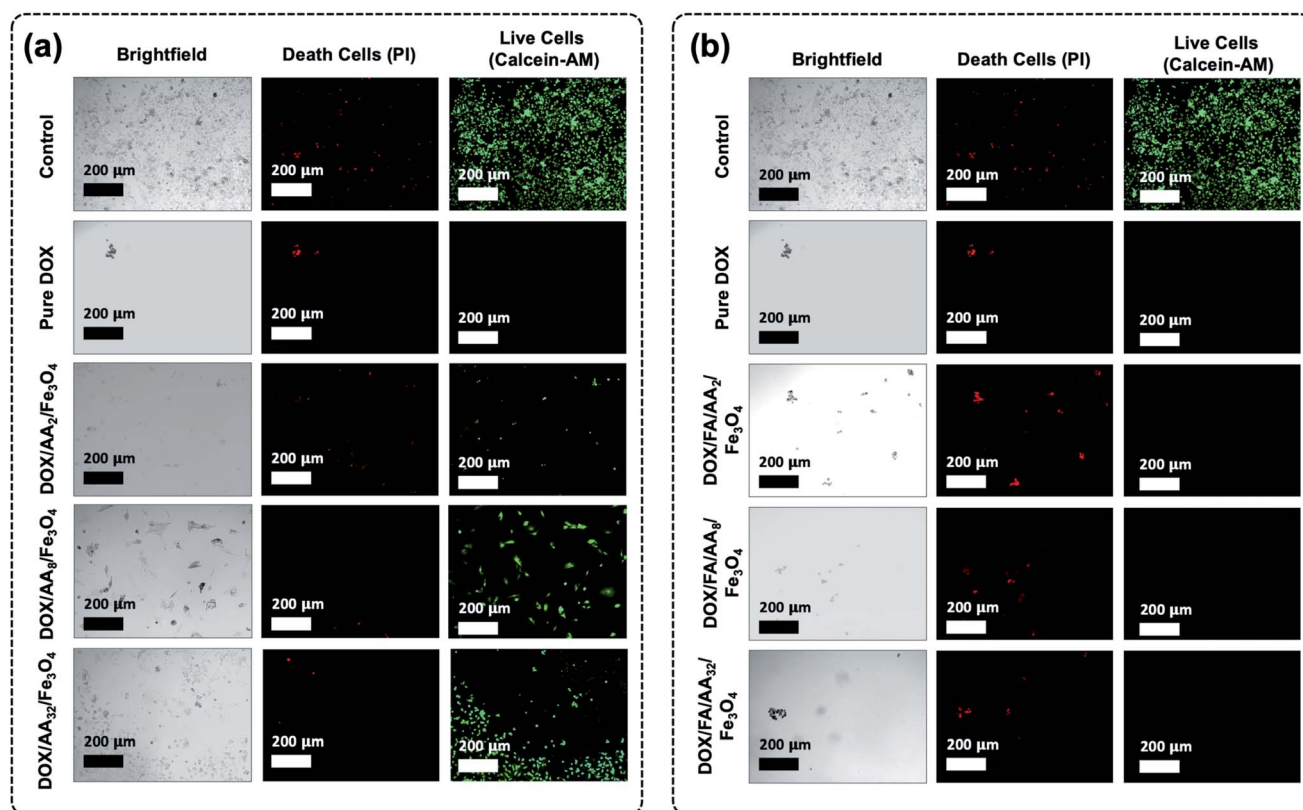 (a)
Brightfield
Death Cells (PI)
Live Cells
(Calcein-AM)
Control
200 µm
200 µm
200 µm
Pure DOX
200 µm
200 µm
200 µm
DOX/AA₂/Fe₃O₄
200 µm
200 µm
200 µm
DOX/AA₈/Fe₃O₄
200 µm
200 µm
200 µm
DOX/AA₃₂/Fe₃O₄
200 µm
200 µm
200 µm
(b)
Brightfield
Death Cells (PI)
Live Cells
(Calcein-AM)
Control
200 µm
200 µm
200 µm
Pure DOX
200 µm
200 µm
200 µm
DOX/FA/AA₂/
Fe₃O₄
200 µm
200 µm
200 µm
DOX/FA/AA₈/
Fe₃O₄
200 µm
200 µm
200 µm
DOX/FA/AA₃₂/
Fe₃O₄
200 µm
200 µm
200 µm